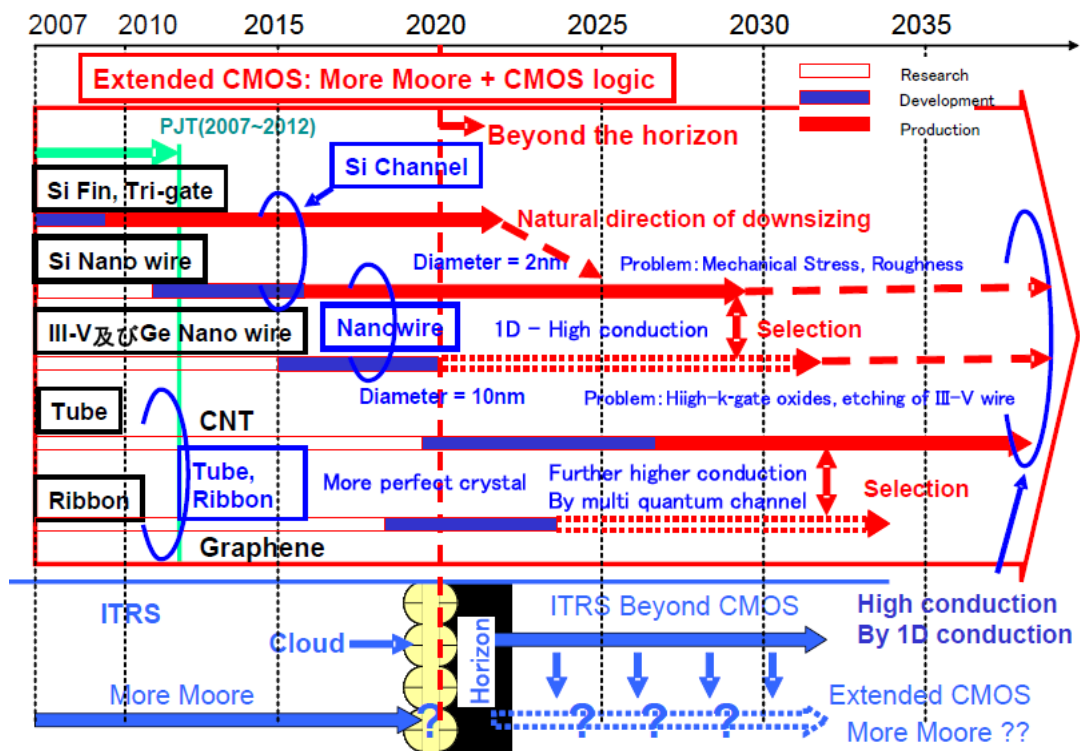 2007 2010 2015 2020 2025 2030 2035
Extended CMOS: More Moore + CMOS logic
Research
Development
Production
PJT(2007~2012)
Beyond the horizon
Si Channel
Si Fin, Tri-gate
Natural direction of downsizing
Si Nano wire
Diameter = 2nm
Problem: Mechanical Stress, Roughness
III-V及びGe Nano wire
Nanowire
1D - High conduction
Selection
Diameter = 10nm
Problem: Hiigh-k-gate oxides, etching of III-V wire
Tube
CNT
Tube,
Ribbon
More perfect crystal
Further higher conduction
By multi quantum channel
Selection
Ribbon
Graphene
ITRS
ITRS Beyond CMOS
High conduction
By 1D conduction
Cloud
Horizon
More Moore
? ? ? ?
Extended CMOS
More Moore ??